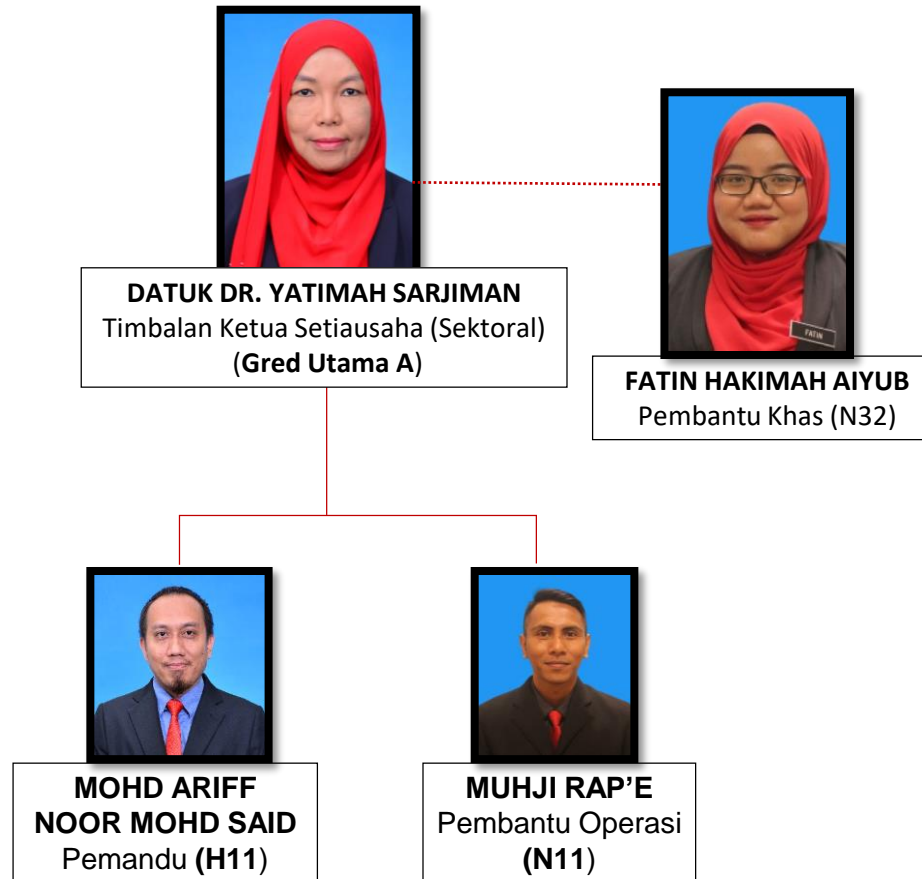 FATIN
DATUK DR. YATIMAH SARJIMAN
Timbalan Ketua Setiausaha (Sektoral)
(Gred Utama A)
FATIN HAKIMAH AIYUB
Pembantu Khas (N32)
MOHD ARIFF
NOOR MOHD SAID
Pemandu (H11)
MUHJI RAP’E
Pembantu Operasi
(N11)